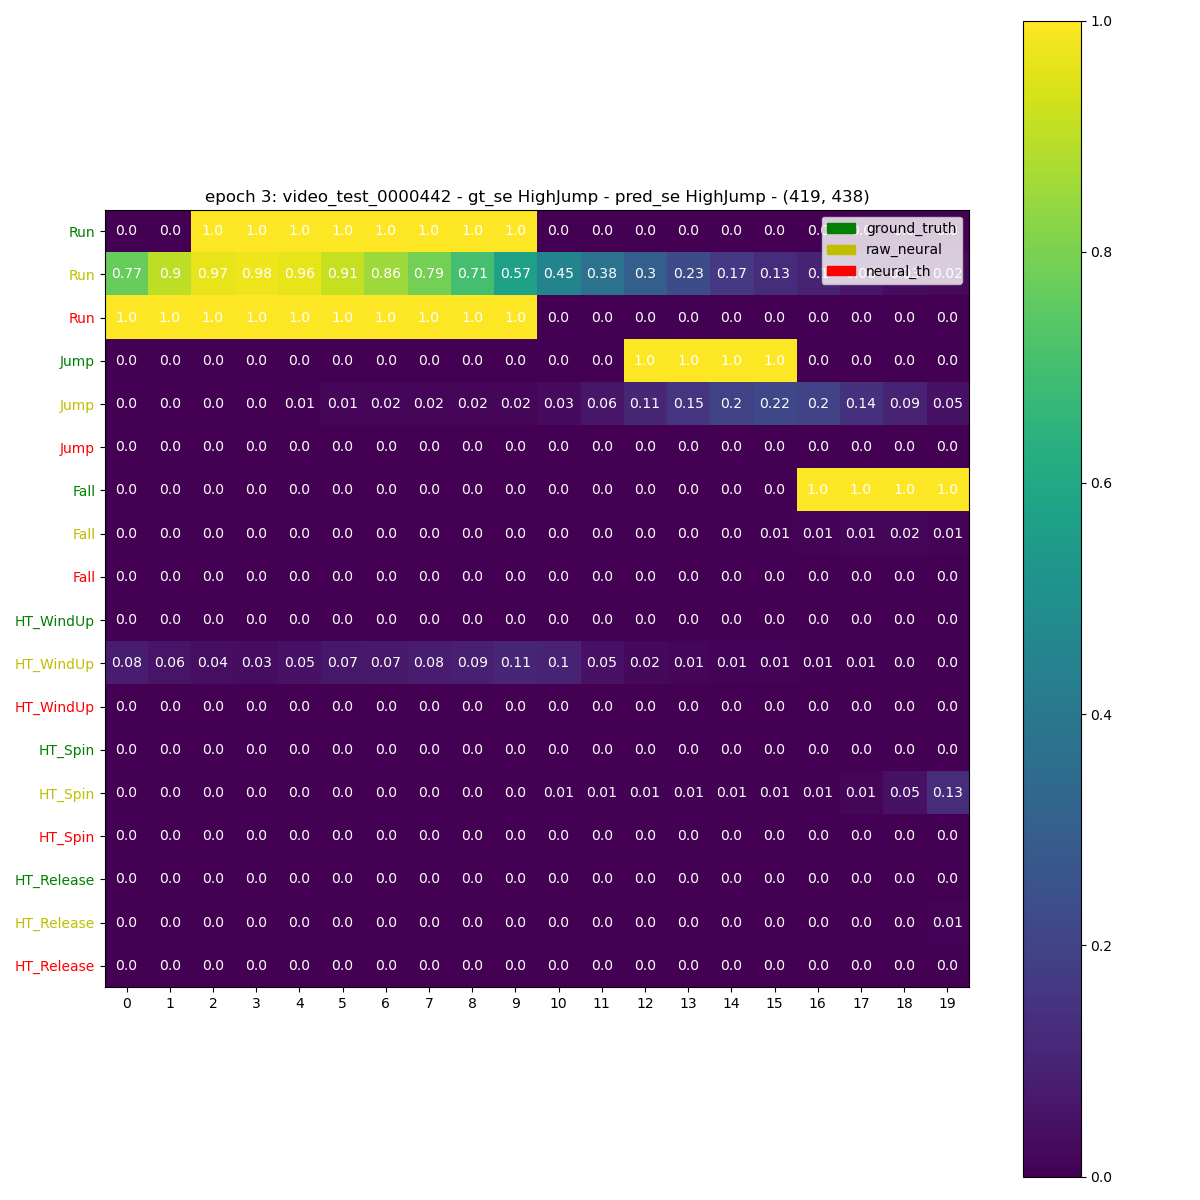 epoch 3: video_test_0000442 - gt_se HighJump - pred_se HighJump - (419, 438)
ground_truth
raw_neural
neural_th
Run 0.0 0.0 1.0 1.0 1.0 1.0 1.0 1.0 1.0 1.0 0.0 0.0 0.0 0.0 0.0 0.0
Run 0.77 0.9 0.97 0.98 0.96 0.91 0.86 0.79 0.71 0.57 0.45 0.38 0.3 0.23 0.17 0.13
Run 1.0 1.0 1.0 1.0 1.0 1.0 1.0 1.0 1.0 1.0 0.0 0.0 0.0 0.0 0.0 0.0 0.0 0.0 0.0 0.0
Jump 0.0 0.0 0.0 0.0 0.0 0.0 0.0 0.0 0.0 0.0 0.0 0.0 1.0 1.0 1.0 1.0 0.0 0.0 0.0 0.0
Jump 0.0 0.0 0.0 0.0 0.01 0.01 0.02 0.02 0.02 0.02 0.03 0.06 0.11 0.15 0.2 0.22 0.2 0.14 0.09 0.05
Jump 0.0 0.0 0.0 0.0 0.0 0.0 0.0 0.0 0.0 0.0 0.0 0.0 0.0 0.0 0.0 0.0 0.0 0.0 0.0 0.0
Fall 0.0 0.0 0.0 0.0 0.0 0.0 0.0 0.0 0.0 0.0 0.0 0.0 0.0 0.0 0.0 0.0 1.0 1.0 1.0 1.0
Fall 0.0 0.0 0.0 0.0 0.0 0.0 0.0 0.0 0.0 0.0 0.0 0.0 0.0 0.0 0.0 0.01 0.01 0.01 0.02 0.01
Fall 0.0 0.0 0.0 0.0 0.0 0.0 0.0 0.0 0.0 0.0 0.0 0.0 0.0 0.0 0.0 0.0 0.0 0.0 0.0 0.0
HT_WindUp 0.0 0.0 0.0 0.0 0.0 0.0 0.0 0.0 0.0 0.0 0.0 0.0 0.0 0.0 0.0 0.0 0.0 0.0 0.0 0.0
HT_WindUp 0.08 0.06 0.04 0.03 0.05 0.07 0.07 0.08 0.09 0.11 0.1 0.05 0.02 0.01 0.01 0.01 0.01 0.01 0.0 0.0
HT_WindUp 0.0 0.0 0.0 0.0 0.0 0.0 0.0 0.0 0.0 0.0 0.0 0.0 0.0 0.0 0.0 0.0 0.0 0.0 0.0 0.0
HT_Spin 0.0 0.0 0.0 0.0 0.0 0.0 0.0 0.0 0.0 0.0 0.0 0.0 0.0 0.0 0.0 0.0 0.0 0.0 0.0 0.0
HT_Spin 0.0 0.0 0.0 0.0 0.0 0.0 0.0 0.0 0.0 0.0 0.01 0.01 0.01 0.01 0.01 0.01 0.01 0.01 0.05 0.13
HT_Spin 0.0 0.0 0.0 0.0 0.0 0.0 0.0 0.0 0.0 0.0 0.0 0.0 0.0 0.0 0.0 0.0 0.0 0.0 0.0 0.0
HT_Release 0.0 0.0 0.0 0.0 0.0 0.0 0.0 0.0 0.0 0.0 0.0 0.0 0.0 0.0 0.0 0.0 0.0 0.0 0.0 0.0
HT_Release 0.0 0.0 0.0 0.0 0.0 0.0 0.0 0.0 0.0 0.0 0.0 0.0 0.0 0.0 0.0 0.0 0.0 0.0 0.0 0.01
HT_Release 0.0 0.0 0.0 0.0 0.0 0.0 0.0 0.0 0.0 0.0 0.0 0.0 0.0 0.0 0.0 0.0 0.0 0.0 0.0 0.0
0 1 2 3 4 5 6 7 8 9 10 11 12 13 14 15 16 17 18 19
1.0
0.8
0.6
0.4
0.2
0.0